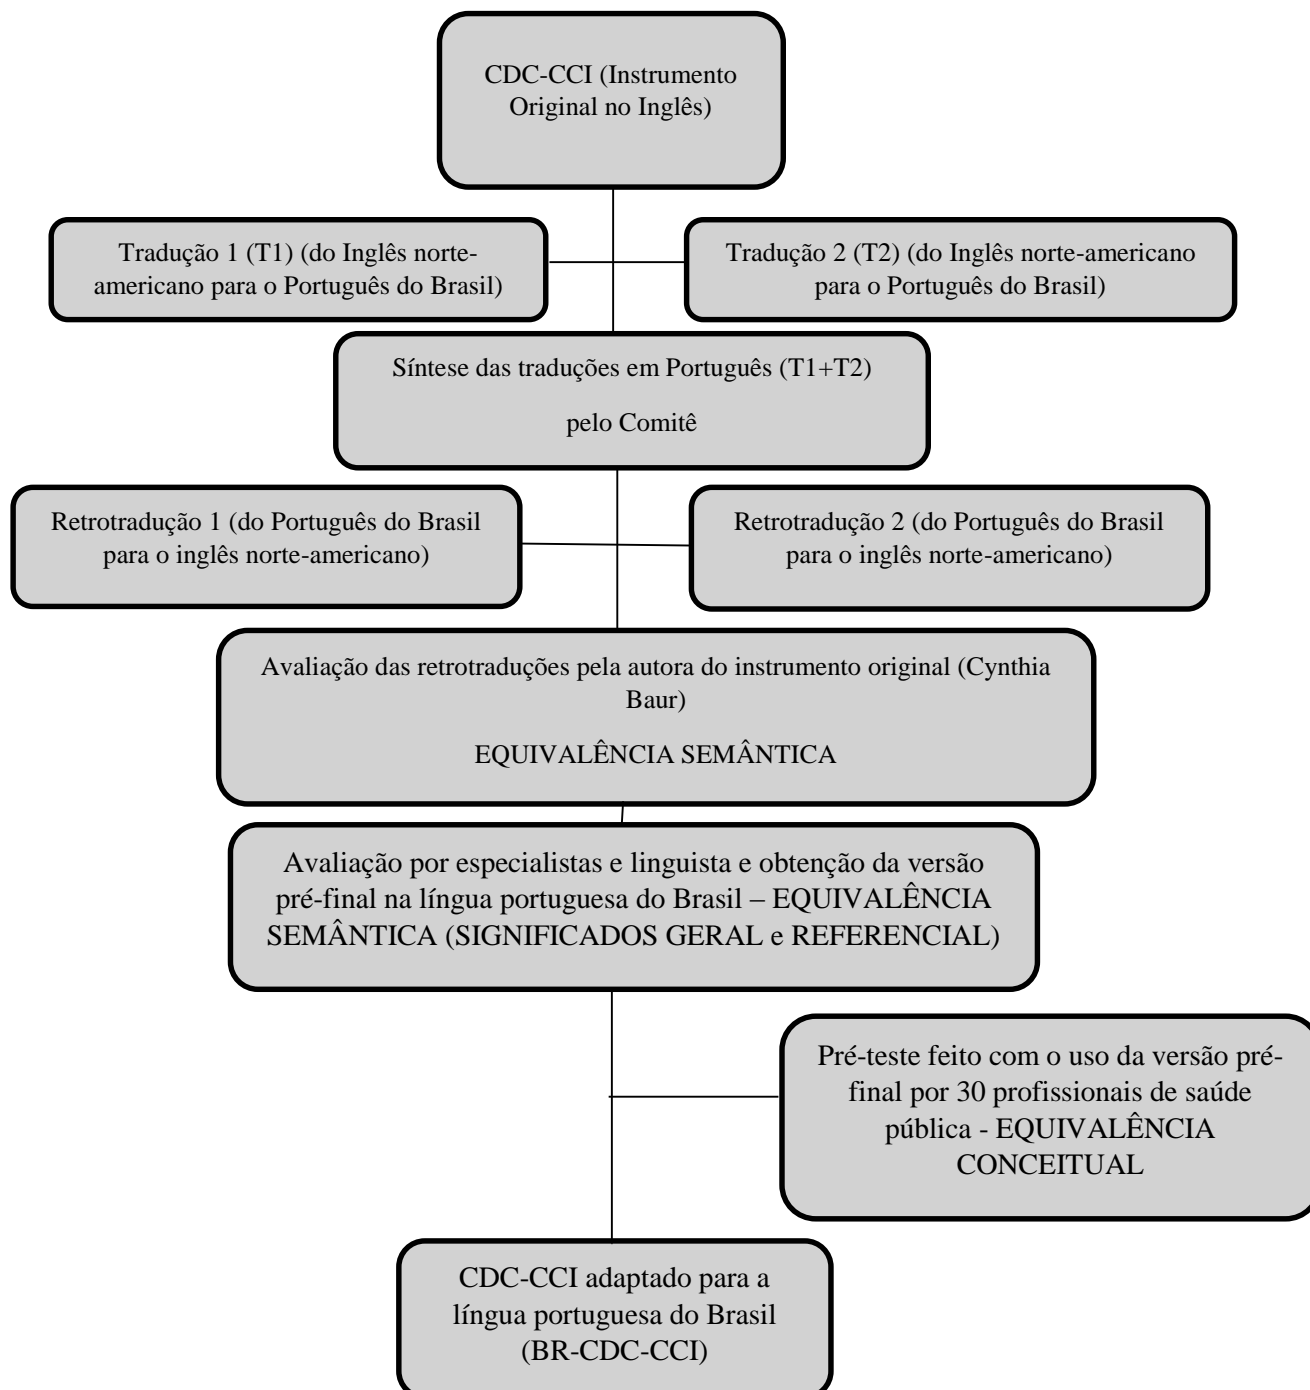 CDC-CCI (Instrumento
Original no Inglês)
Tradução 1 (T1) (do Inglês norte-
americano para o Português do Brasil)
Tradução 2 (T2) (do Inglês norte-americano
para o Português do Brasil)
Síntese das traduções em Português (T1+T2)
pelo Comitê
Retrotradução 1 (do Português do Brasil
para o inglês norte-americano)
Retrotradução 2 (do Português do Brasil
para o inglês norte-americano)
Avaliação das retrotraduções pela autora do instrumento original (Cynthia
Baur)
EQUIVALÊNCIA SEMÂNTICA
Avaliação por especialistas e linguista e obtenção da versão
pré-final na língua portuguesa do Brasil – EQUIVALÊNCIA
SEMÂNTICA (SIGNIFICADOS GERAL e REFERENCIAL)
Pré-teste feito com o uso da versão pré-
final por 30 profissionais de saúde
pública - EQUIVALÊNCIA
CONCEITUAL
CDC-CCI adaptado para a
língua portuguesa do Brasil
(BR-CDC-CCI)